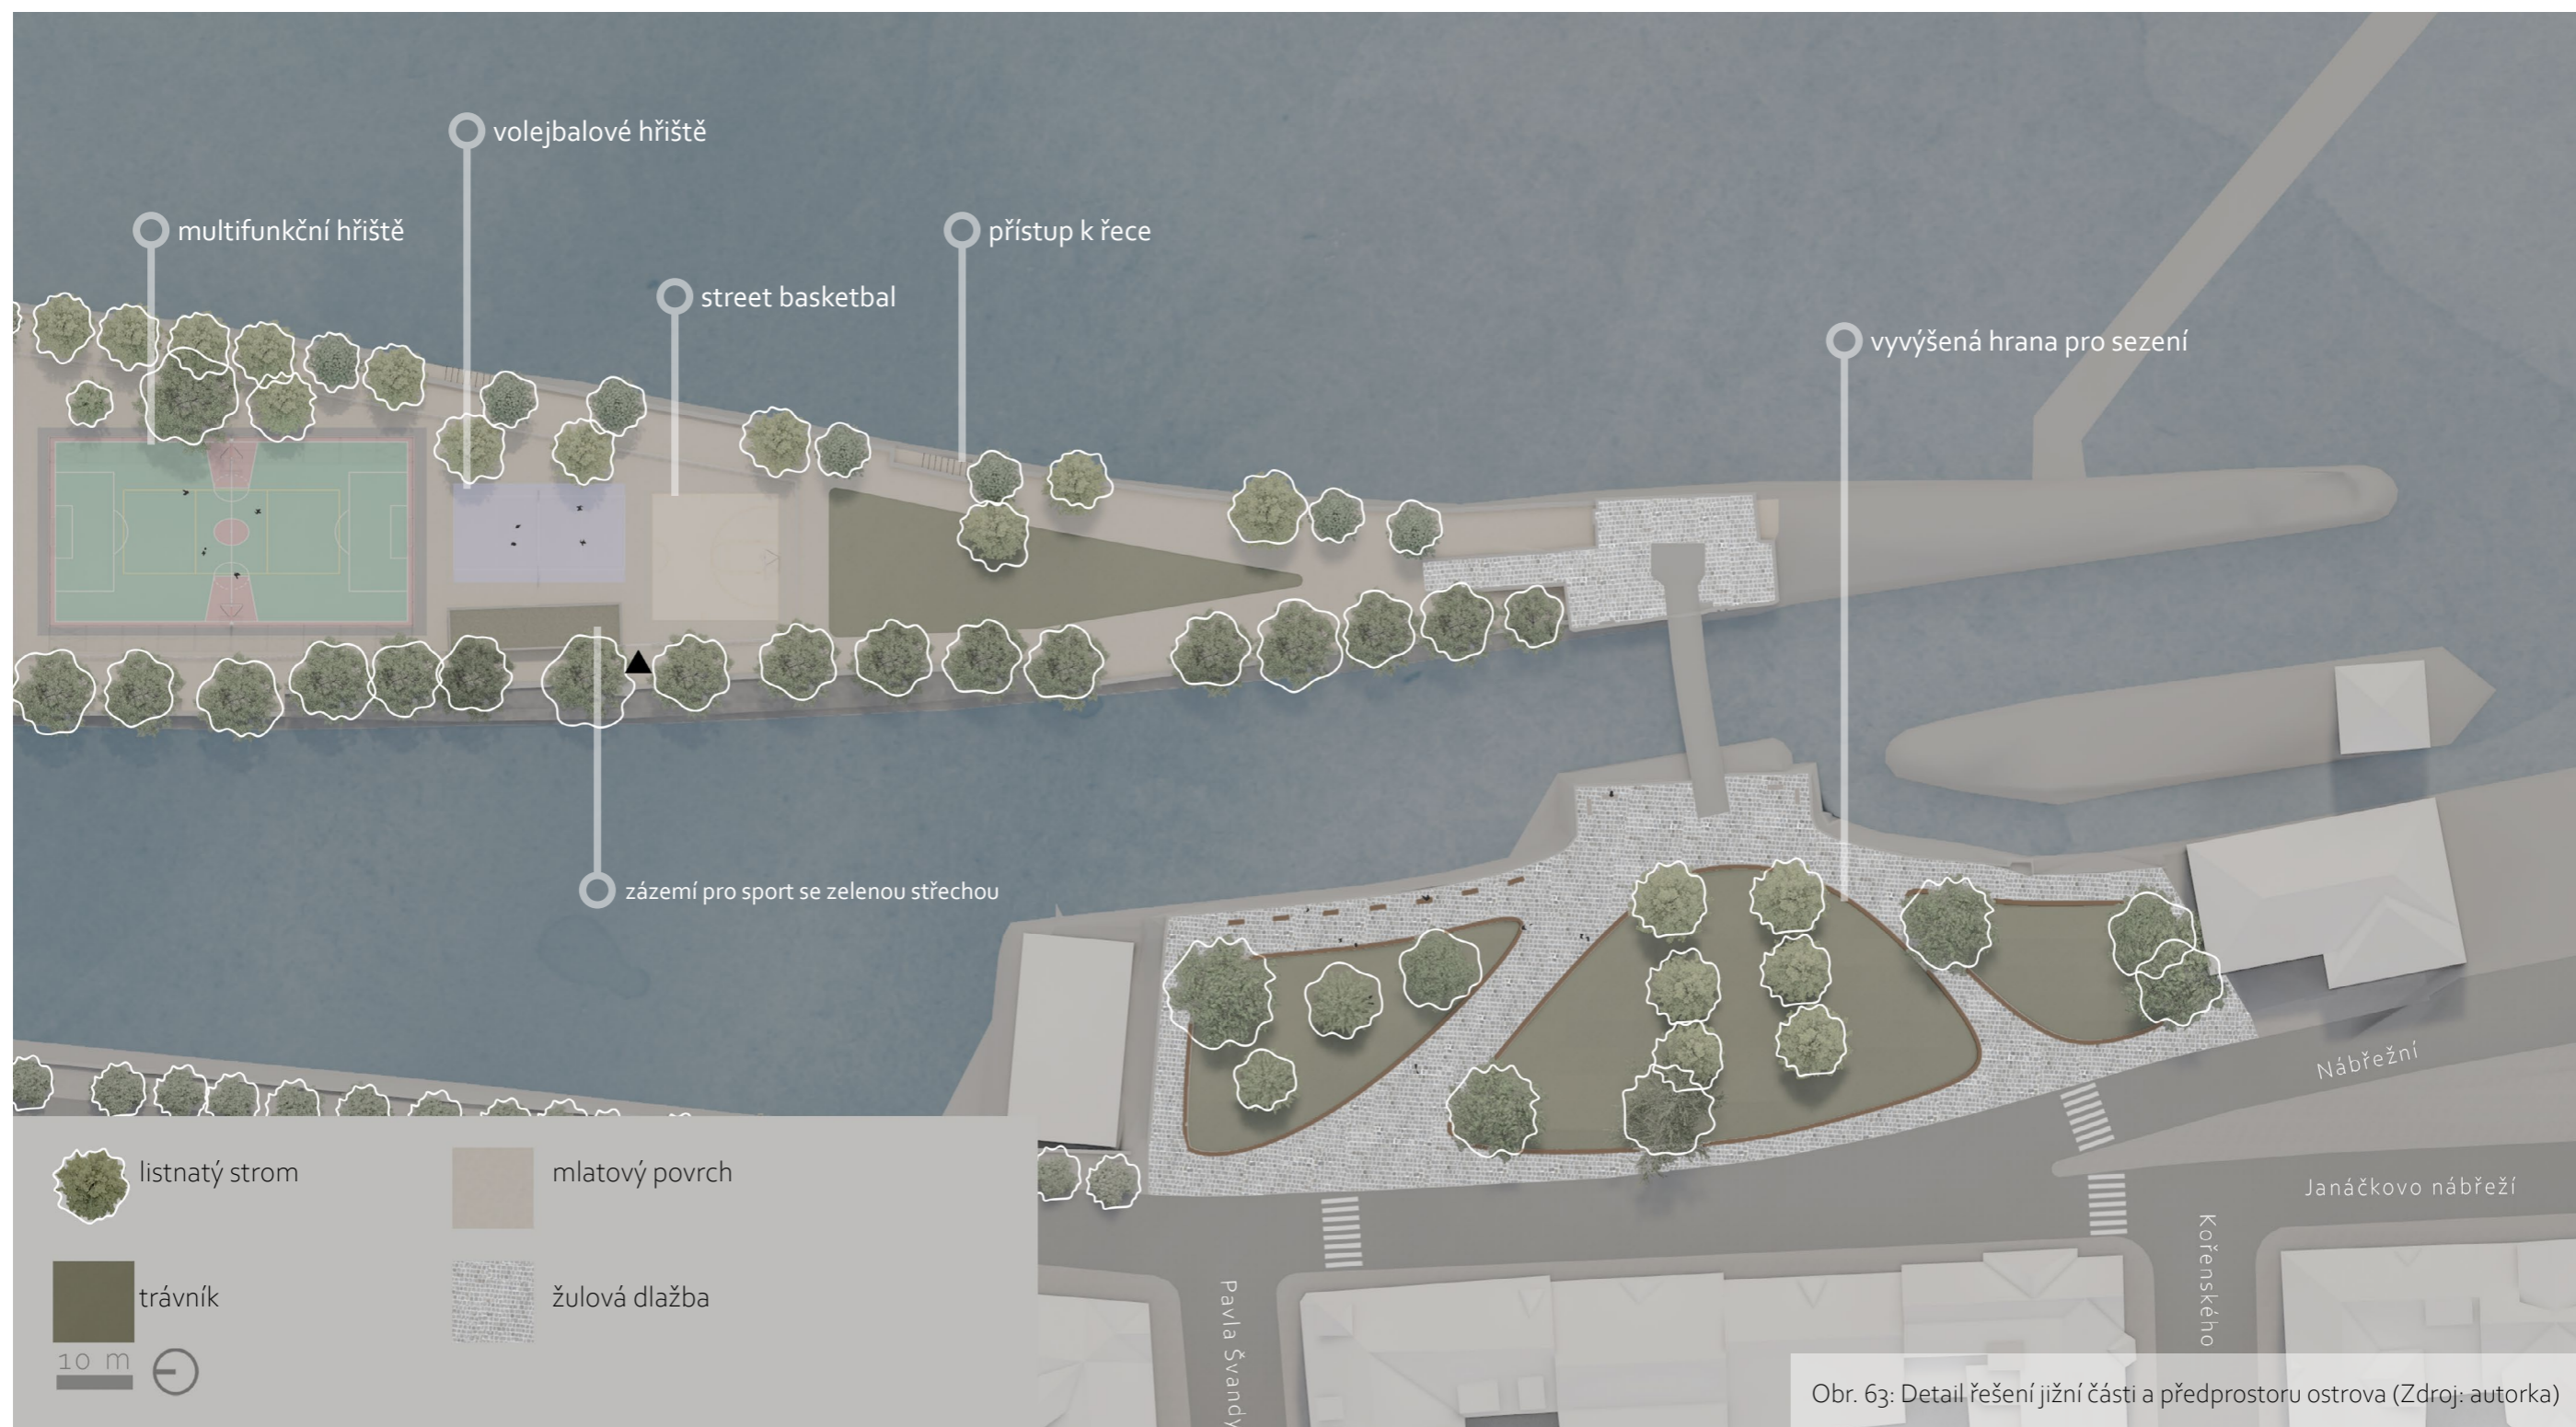 volejbalové hřiště
multifunkční hřiště
přístup k řece
street basketbal
vyvýšená hrana pro sezení
zázemí pro sport se zelenou střechou
Nábřežní
Janáčkovo nábřeží
Kořenského
Pavla Švandy
listnatý strom
mlatový povrch
trávník
žulová dlažba
10 m
Obr. 63: Detail řešení jižní části a předprostoru ostrova (Zdroj: autorka)